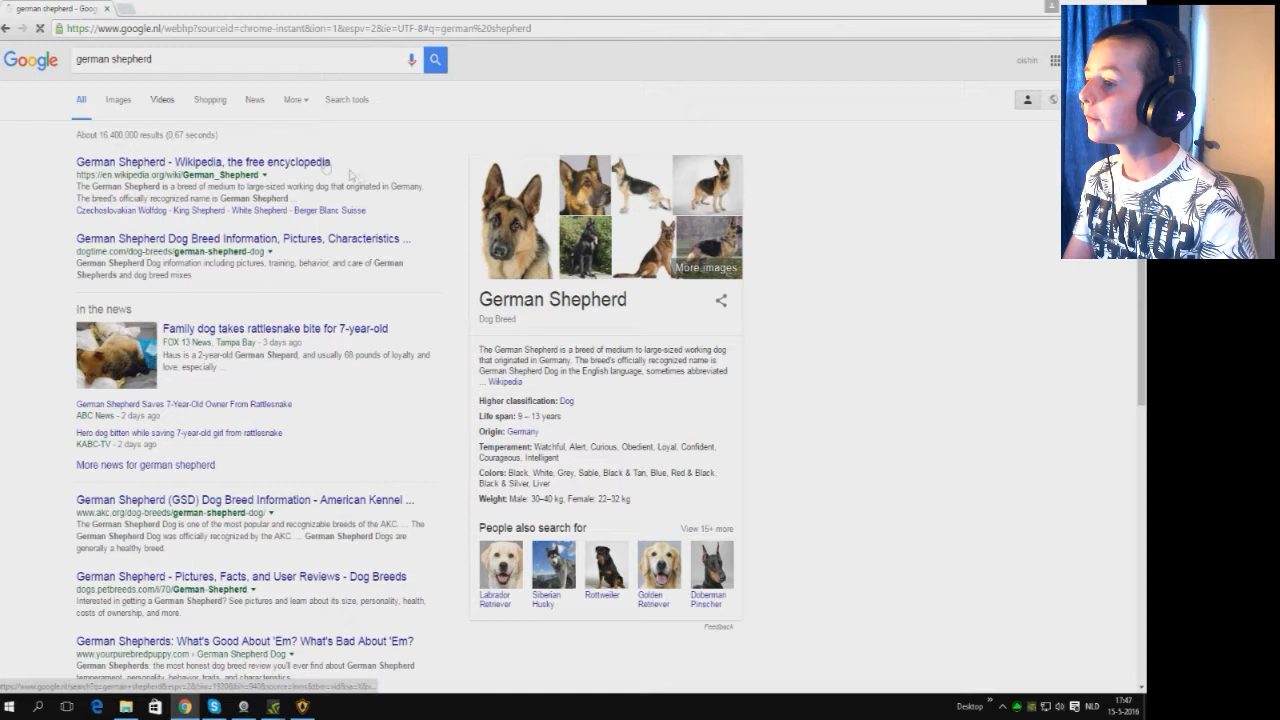 german shepherd - Goog
https://www.google.nl/webhp?sourceid=chrome-instant&ion=1&espv=2&ie=UTF-8#q=german%20shepherd
Google
german shepherd
oishin
All Images Videos Shopping News More Search tools
About 16.400.000 results (0,67 seconds)
German Shepherd - Wikipedia, the free encyclopedia
https://en.wikipedia.org/wiki/German_Shepherd
The German Shepherd is a breed of medium to large-sized working dog that originated in Germany.
The breed's officially recognized name is German Shepherd ...
Czechoslovakian Wolfdog - King Shepherd - White Shepherd - Berger Blanc Suisse
German Shepherd Dog Breed Information, Pictures, Characteristics ...
dogtime.com/dog-breeds/german-shepherd-dog
German Shepherd Dog information including pictures, training, behavior, and care of German
Shepherds and dog breed mixes
In the news
Family dog takes rattlesnake bite for 7-year-old
FOX 13 News, Tampa Bay - 3 days ago
Haus is a 2-year-old German Sheperd, and usually 68 pounds of loyalty and
love, especially ...
German Shepherd Saves 7-Year-Old Owner From Rattlesnake
ABC News - 2 days ago
Hero dog bitten while saving 7-year-old girl from rattlesnake
KABC-TV - 2 days ago
More news for german shepherd
German Shepherd (GSD) Dog Breed Information - American Kennel ...
www.akc.org/dog-breeds/german-shepherd-dog/
The German Shepherd Dog is one of the most popular and recognizable breeds of the AKC. ... The
German Shepherd Dog was officially recognized by the AKC. ... German Shepherd Dogs are
generally a healthy breed.
German Shepherd - Pictures, Facts, and User Reviews - Dog Breeds
dogs.petbreeds.com/l/70/German-Shepherd
Interested in getting a German Shepherd? See pictures and learn about its size, personality, health,
costs of ownership, and more.
German Shepherds: What's Good About 'Em? What's Bad About 'Em?
www.yourpurebredpuppy.com › German Shepherd Dog
German Shepherds: the most honest dog breed review you'll ever find about German Shepherd
temperament, personality, behavior, traits, and characteristics.
More images
German Shepherd
Dog Breed
The German Shepherd is a breed of medium to large-sized working dog
that originated in Germany. The breed's officially recognized name is
German Shepherd Dog in the English language, sometimes abbreviated
... Wikipedia
Higher classification: Dog
Life span: 9 – 13 years
Origin: Germany
Temperament: Watchful, Alert, Curious, Obedient, Loyal, Confident,
Courageous, Intelligent
Colors: Black, White, Grey, Sable, Black & Tan, Blue, Red & Black,
Black & Silver, Liver
Weight: Male: 30–40 kg, Female: 22–32 kg
People also search for View 15+ more
Labrador Retriever
Siberian Husky
Rottweiler
Golden Retriever
Doberman Pinscher
Feedback
Desktop
NLD
17:47
15-5-2016